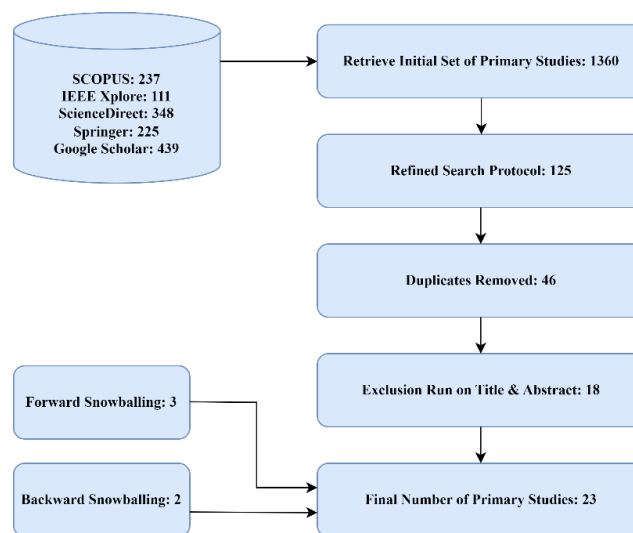 SCOPUS: 237
IEEE Xplore: 111
ScienceDirect: 348
Springer: 225
Google Scholar: 439
Retrieve Initial Set of Primary Studies: 1360
Refined Search Protocol: 125
Duplicates Removed: 46
Exclusion Run on Title & Abstract: 18
Forward Snowballing: 3
Backward Snowballing: 2
Final Number of Primary Studies: 23